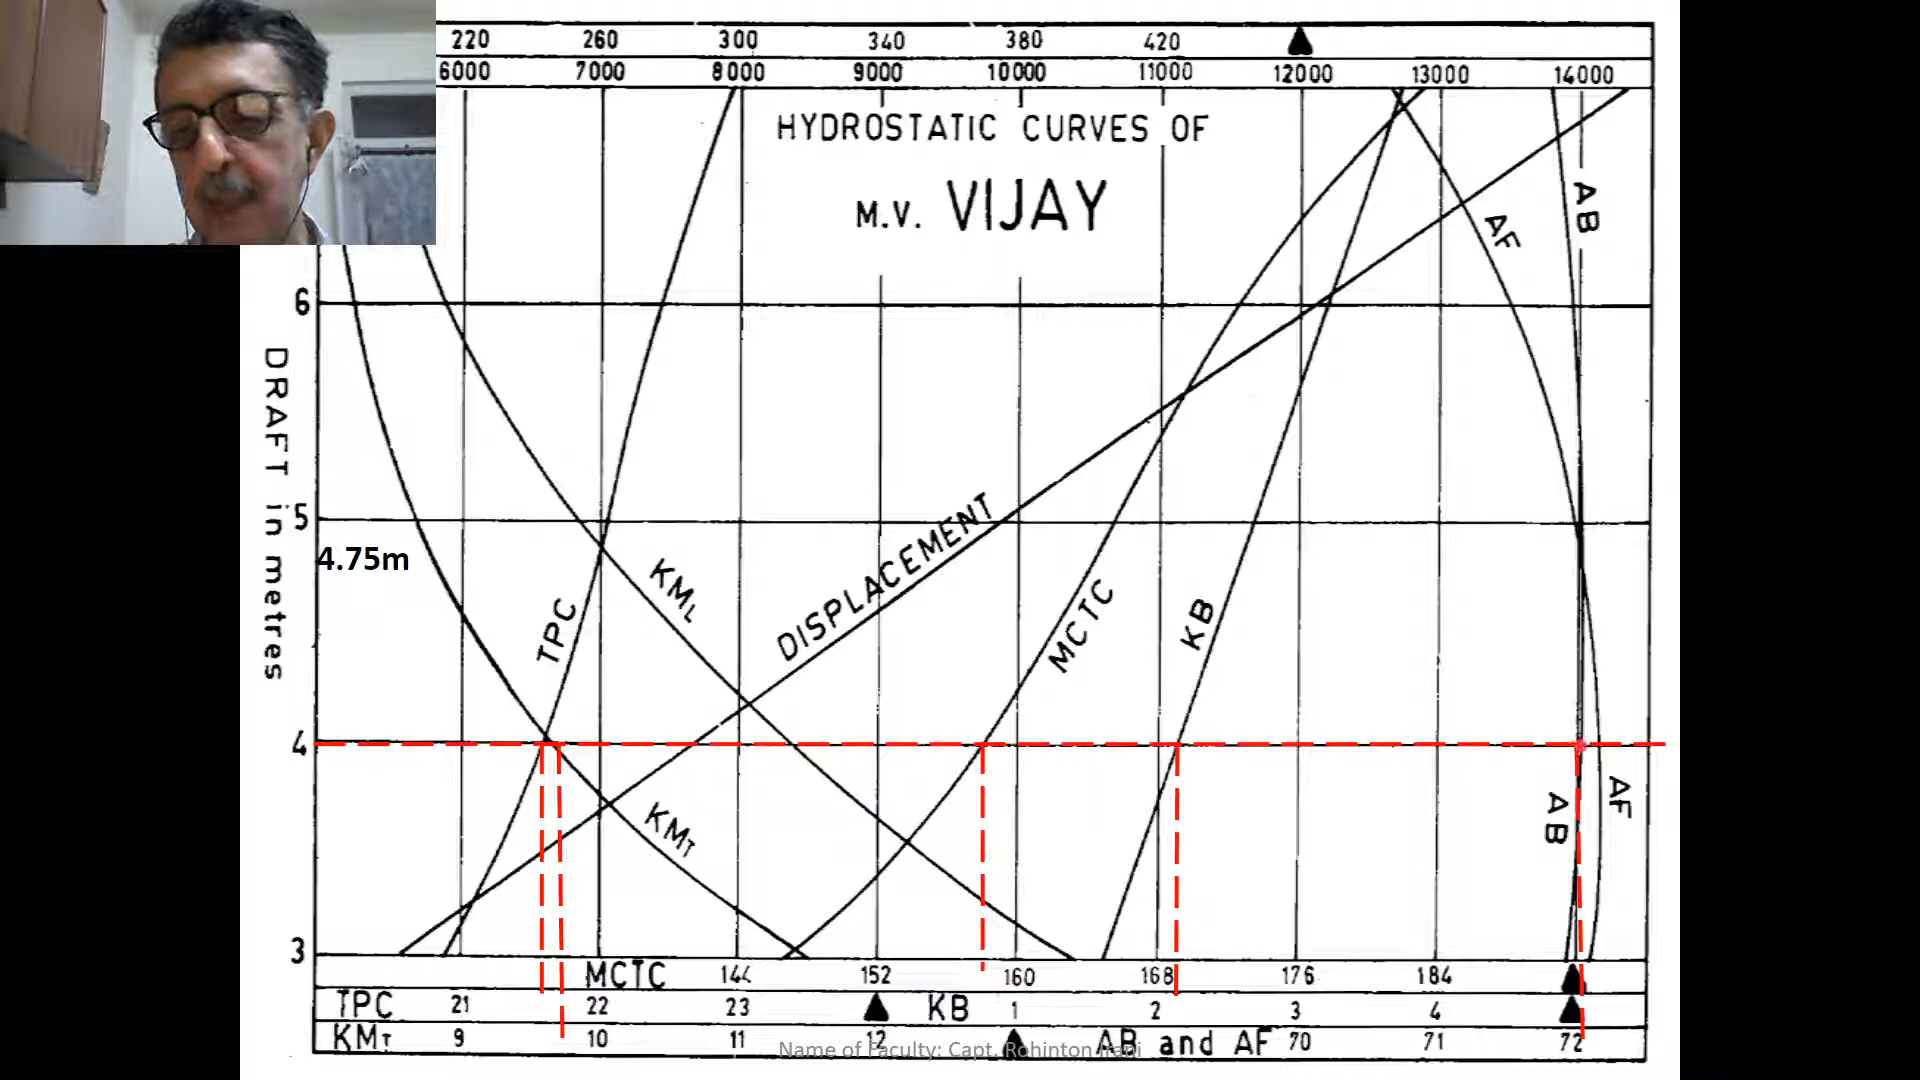 220 260 300 340 380 420
6000 7000 8000 9000 10000 11000 12000 13000 14000
HYDROSTATIC CURVES OF
M.V. VIJAY
AB
AF
6
DRAFT in metres
5
4.75m
KML
TPC
DISPLACEMENT
MCTC
KB
4
KMT
AB
AF
3
MCTC 144 152 160 168 176 184
TPC 21 22 23 KB 1 2 3 4
KMT 9 10 11 12 AB and AF 70 71 72
Name of Faculty: Capt. Rohinton Irani